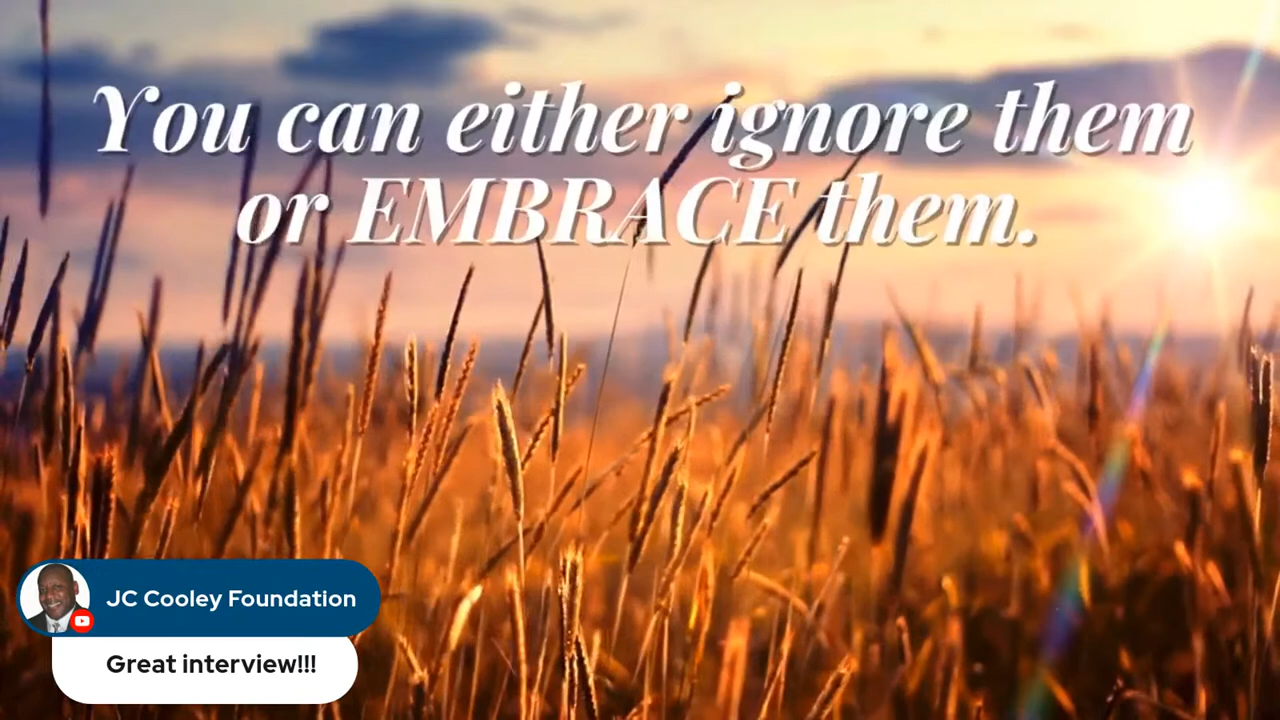 You can either ignore them
or EMBRACE them.
JC Cooley Foundation
Great interview!!!